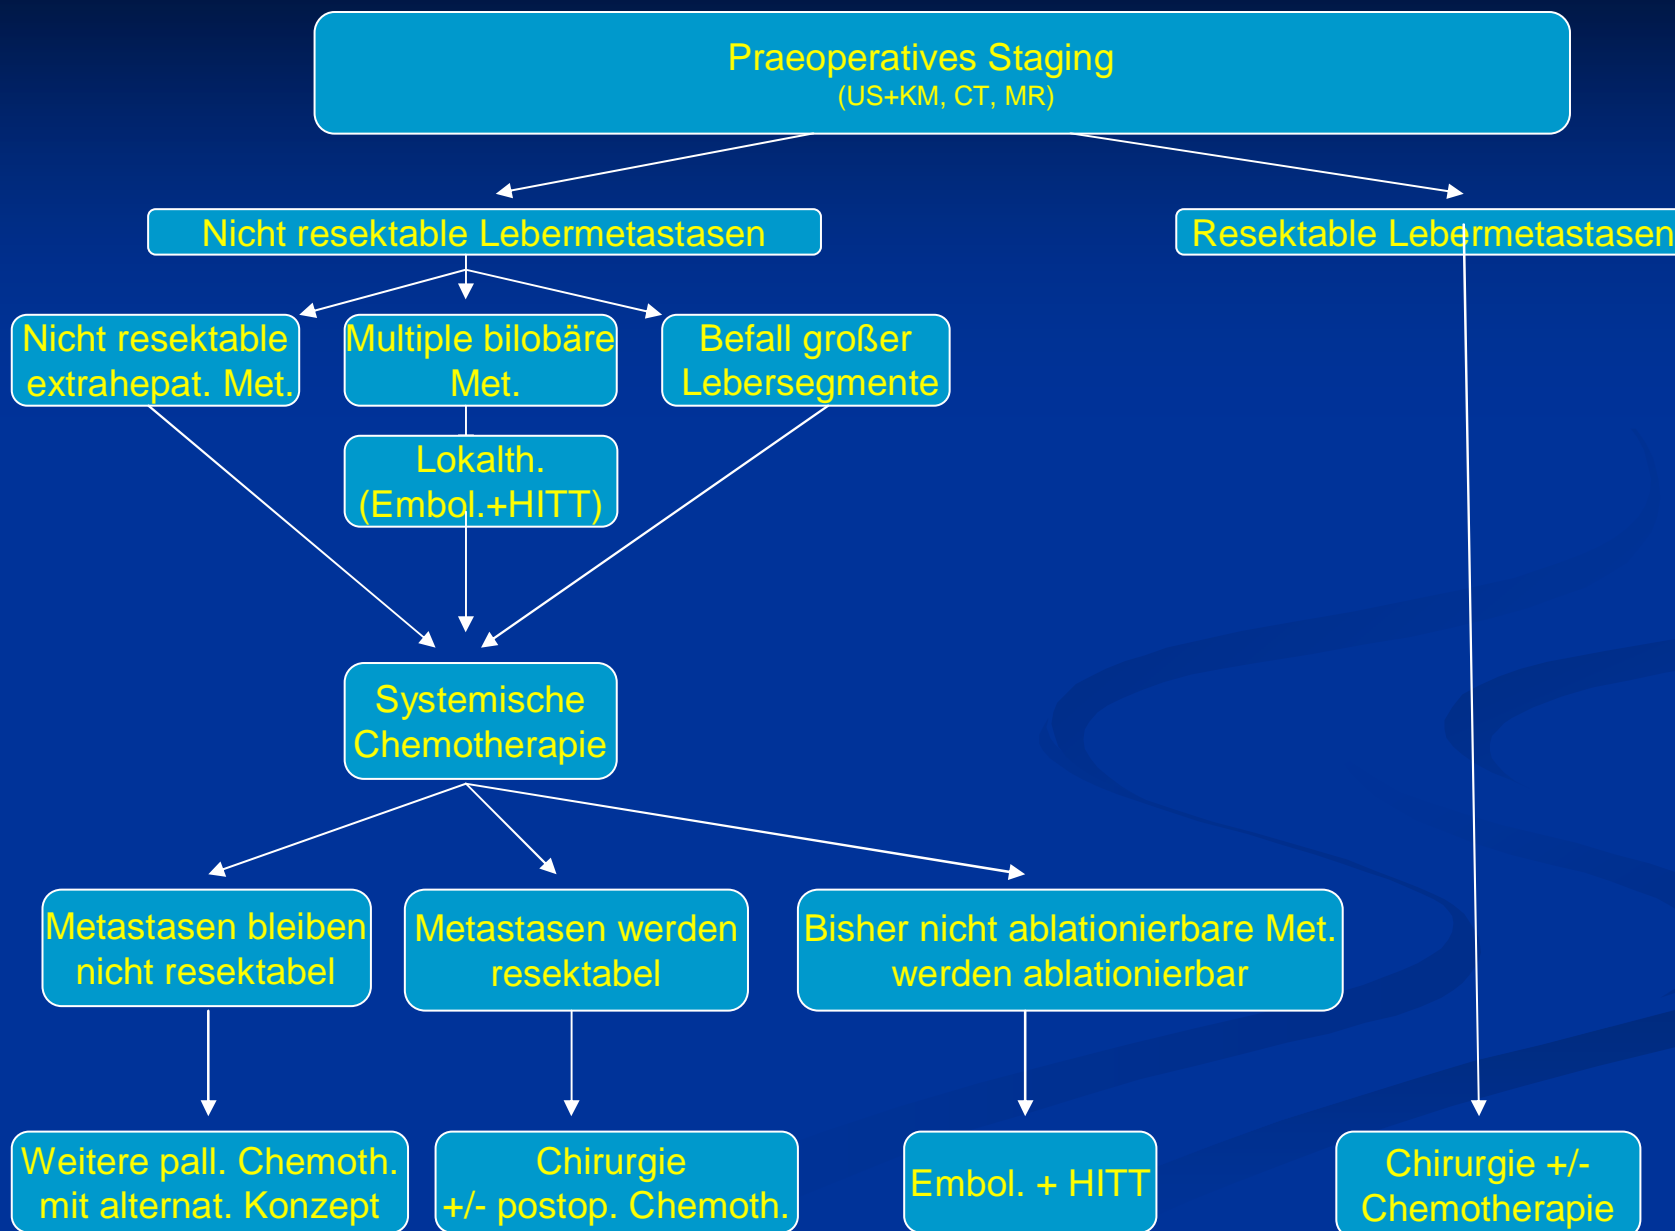 Praeoperatives Staging
(US+KM, CT, MR)
Nicht resektable Lebermetastasen
Resektable Lebermetastasen
Nicht resektable
extrahepat. Met.
Multiple bilobäre
Met.
Befall großer
Lebersegmente
Lokalth.
(Embol.+HITT)
Systemische
Chemotherapie
Metastasen bleiben
nicht resektabel
Metastasen werden
resektabel
Bisher nicht ablationierbare Met.
werden ablationierbar
Weitere pall. Chemoth.
mit alternat. Konzept
Chirurgie
+/- postop. Chemoth.
Embol. + HITT
Chirurgie +/-
Chemotherapie